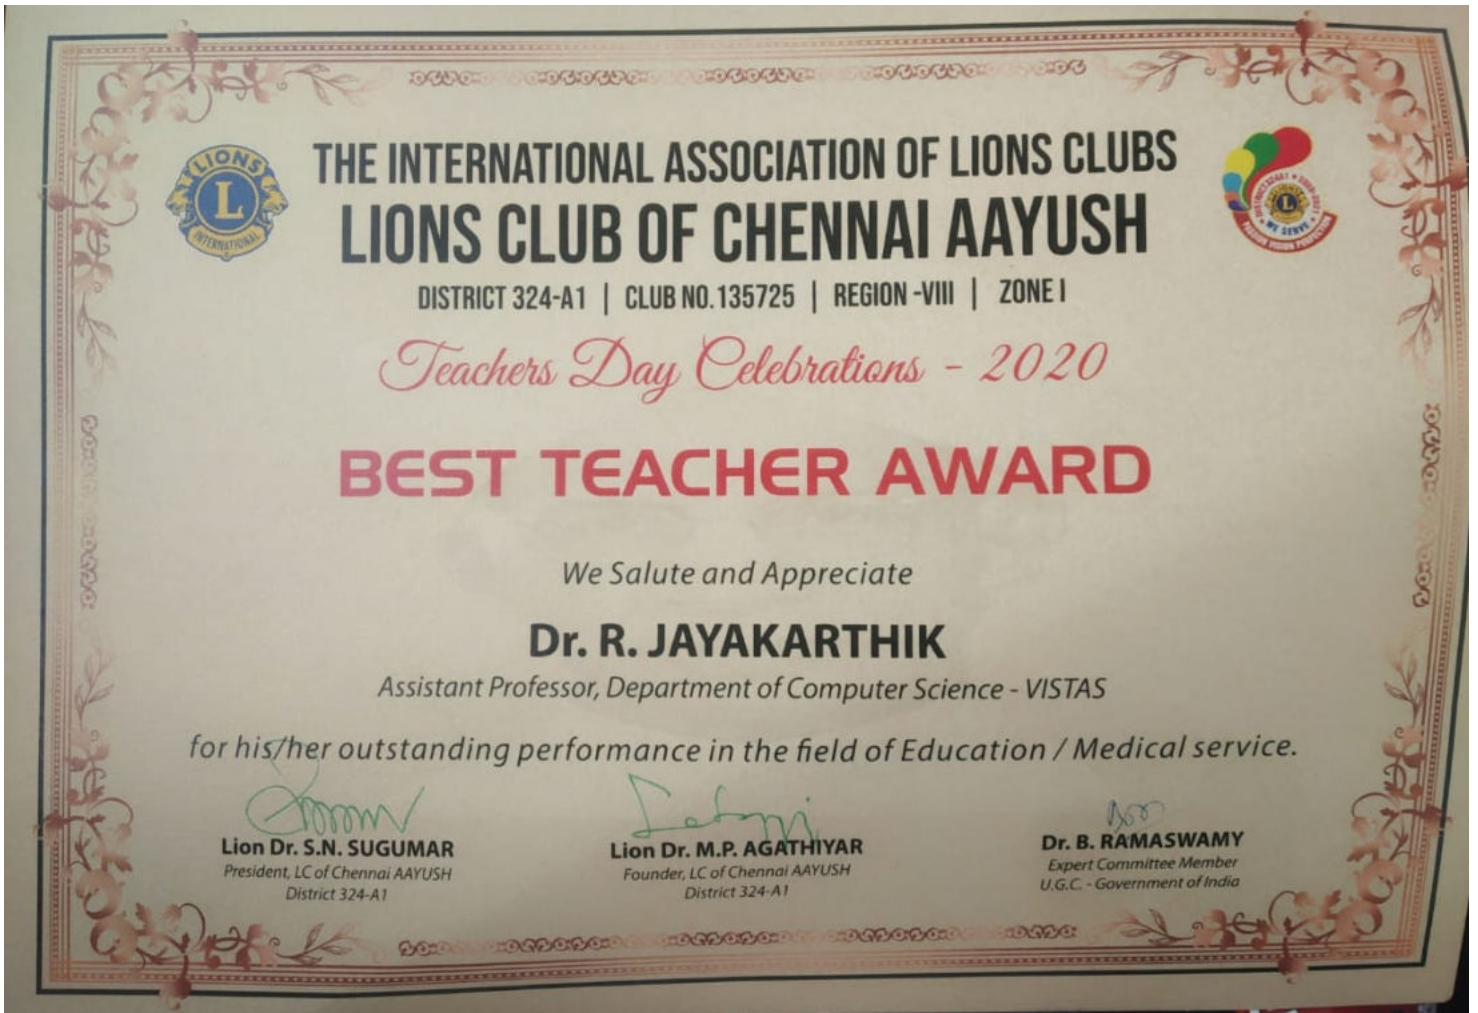 THE INTERNATIONAL ASSOCIATION OF LIONS CLUBS
LIONS
L
INTERNATIONAL
LIONS CLUB OF CHENNAI AAYUSH
DISTRICT 324-A1 | CLUB NO.135725 | REGION -VIII | ZONE I
L
WE SERVE
Teachers Day Celebrations - 2020
BEST TEACHER AWARD
We Salute and Appreciate
Dr. R. JAYAKARTHIK
Assistant Professor, Department of Computer Science - VISTAS
for his/her outstanding performance in the field of Education / Medical service.
Lion Dr. S.N. SUGUMAR
President, LC of Chennai AAYUSH
District 324-A1
Lion Dr. M.P. AGATHIYAR
Founder, LC of Chennai AAYUSH
District 324-A1
Dr. B. RAMASWAMY
Expert Committee Member
U.G.C. - Government of India